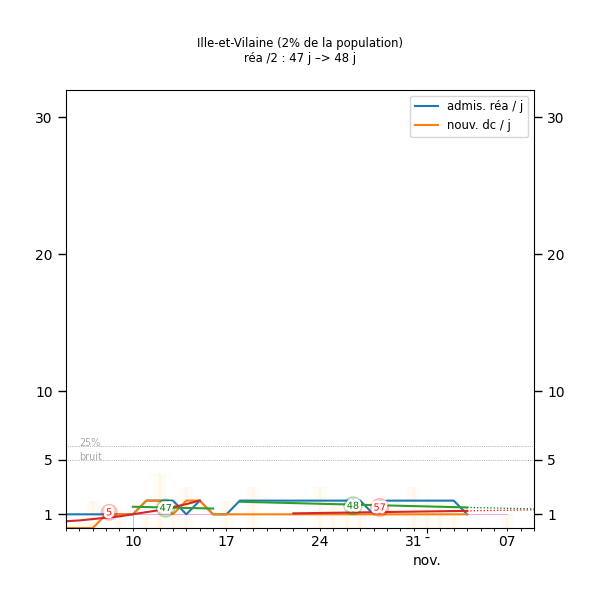 Ille-et-Vilaine (2% de la population)
réa /2 : 47 j –> 48 j
admis. réa / j
nouv. dc / j
30 30
20 20
10 10
25%
bruit
5 5
5 47 48 57
1 1
10 17 24 31 - 07
nov.